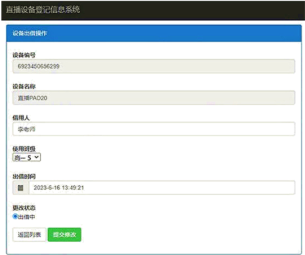 直播设备登记信息系统
设备出借操作
设备编号
6923450656299
设备名称
直播PAD20
借用人
李老师
使用班级
高一 5
出借时间
2023-6-16 13:49:21
更改状态
出借中
返回列表 提交修改